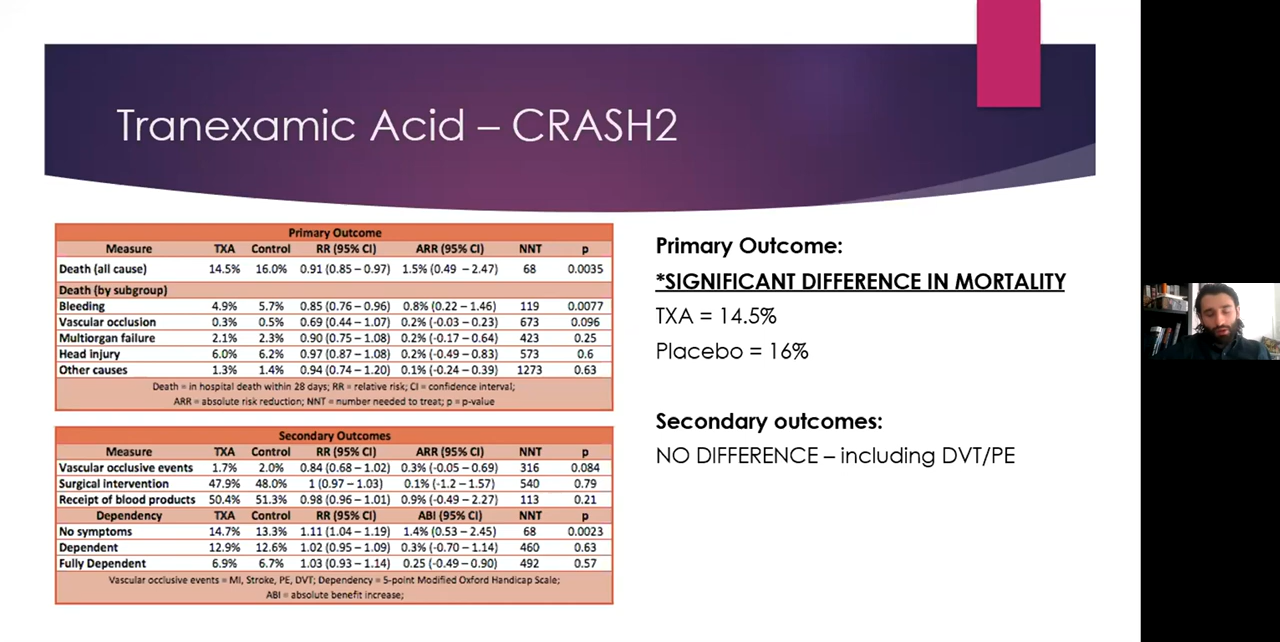 Tranexamic Acid – CRASH2
Primary Outcome
Measure TXA Control RR (95% CI) ARR (95% CI) NNT p
Death (all cause) 14.5% 16.0% 0.91 (0.85 – 0.97) 1.5% (0.49 – 2.47) 68 0.0035
Death (by subgroup)
Bleeding 4.9% 5.7% 0.85 (0.76 – 0.96) 0.8% (0.22 – 1.46) 119 0.0077
Vascular occlusion 0.3% 0.5% 0.69 (0.44 – 1.07) 0.2% (-0.03 – 0.23) 673 0.096
Multiorgan failure 2.1% 2.3% 0.90 (0.75 – 1.08) 0.2% (-0.17 – 0.64) 423 0.25
Head injury 6.0% 6.2% 0.97 (0.87 – 1.08) 0.2% (-0.49 – 0.83) 573 0.6
Other causes 1.3% 1.4% 0.94 (0.74 – 1.20) 0.1% (-0.24 – 0.39) 1273 0.63
Death = in hospital death within 28 days; RR = relative risk; CI = confidence interval;
ARR = absolute risk reduction; NNT = number needed to treat; p = p-value
Secondary Outcomes
Measure TXA Control RR (95% CI) ARR (95% CI) NNT p
Vascular occlusive events 1.7% 2.0% 0.84 (0.68 – 1.02) 0.3% (-0.05 – 0.69) 316 0.084
Surgical intervention 47.9% 48.0% 1 (0.97 – 1.03) 0.1% (-1.2 – 1.57) 540 0.79
Receipt of blood products 50.4% 51.3% 0.98 (0.96 – 1.01) 0.9% (-0.49 – 2.27) 113 0.21
Dependency TXA Control RR (95% CI) ABI (95% CI) NNT p
No symptoms 14.7% 13.3% 1.11 (1.04 – 1.19) 1.4% (0.53 – 2.45) 68 0.0023
Dependent 12.9% 12.6% 1.02 (0.95 – 1.09) 0.3% (-0.70 – 1.14) 460 0.63
Fully Dependent 6.9% 6.7% 1.03 (0.93 – 1.14) 0.25 (-0.49 – 0.90) 492 0.57
Vascular occlusive events = MI, Stroke, PE, DVT; Dependency = 5-point Modified Oxford Handicap Scale;
ABI = absolute benefit increase;
Primary Outcome:
*SIGNIFICANT DIFFERENCE IN MORTALITY
TXA = 14.5%
Placebo = 16%
Secondary outcomes:
NO DIFFERENCE – including DVT/PE